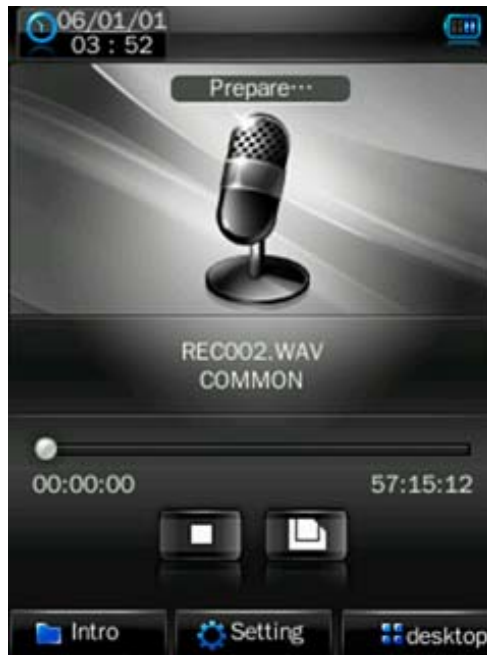 06/01/01
03 : 52
Prepare···
REC002.WAV
COMMON
00:00:00
57:15:12
Intro
Setting
desktop